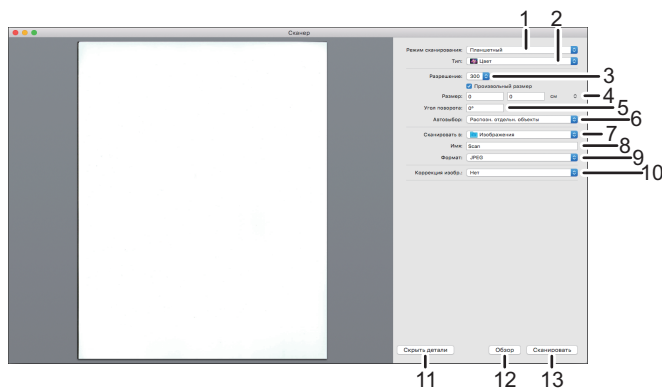 1
2
Сканер
Режим сканирования: Планшетный
Тип: Цвет
Разрешение: 300
3
Произвольный размер
Размер: 0 0 см
4
Угол поворота: 0°
5
Автовыбор: Распозн. отдельн. объекты
6
Сканировать в: Изображения
7
Имя: Scan
8
Формат: JPEG
9
Коррекция изобр.: Нет
10
Скрыть детали Обзор Сканировать
11 12 13